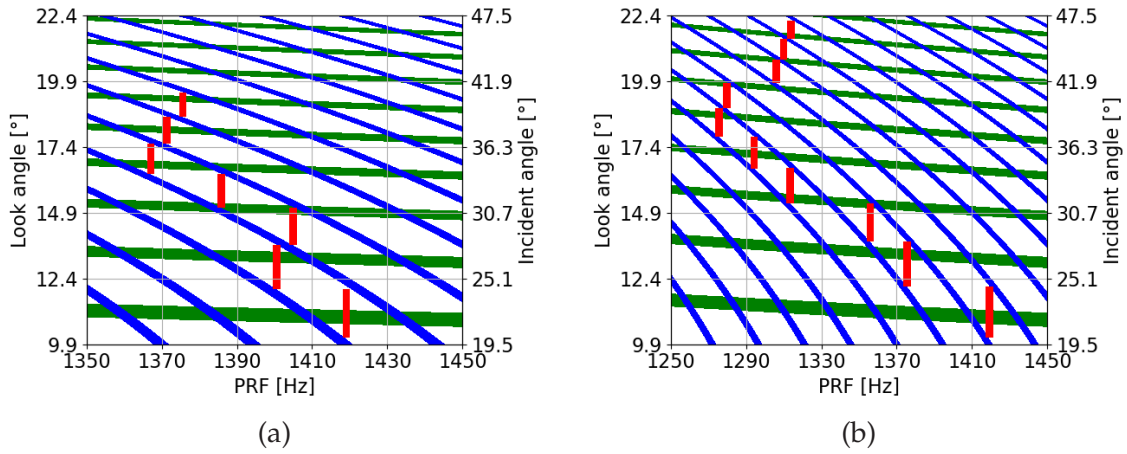 22.4
19.9
17.4
14.9
12.4
9.9
Look angle [°]
1350 1370 1390 1410 1430 1450
PRF [Hz]
47.5
41.9
36.3
30.7
25.1
19.5
Incident angle [°]
(a)
22.4
19.9
17.4
14.9
12.4
9.9
Look angle [°]
1250 1290 1330 1370 1410 1450
PRF [Hz]
47.5
41.9
36.3
30.7
25.1
19.5
Incident angle [°]
(b)